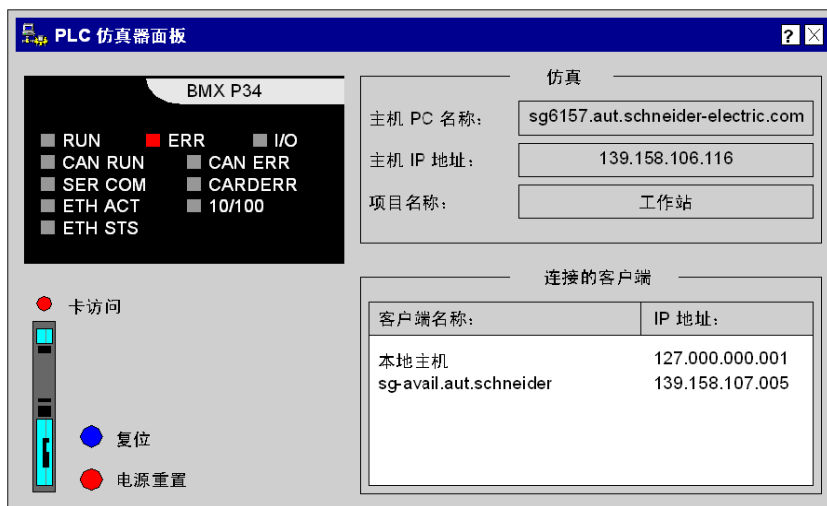 PLC 仿真器面板
?
BMX P34
RUN ERR I/O
CAN RUN CAN ERR
SER COM CARDERR
ETH ACT 10/100
ETH STS
卡访问
复位
电源重置
仿真
主机 PC 名称： sg6157.aut.schneider-electric.com
主机 IP 地址： 139.158.106.116
项目名称： 工作站
连接的客户端
客户端名称： IP 地址：
本地主机 127.000.000.001
sg-avail.aut.schneider 139.158.107.005